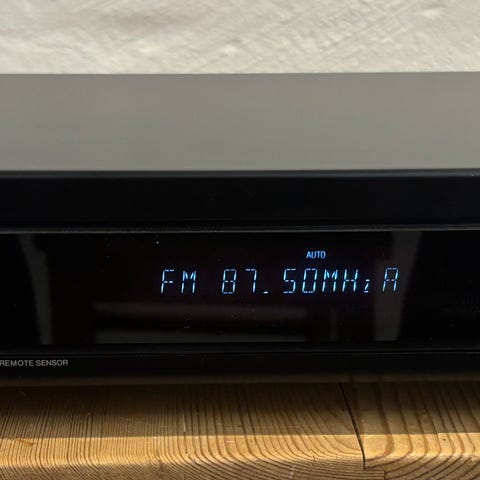 AUTO
FM 87.50MHz A
REMOTE SENSOR